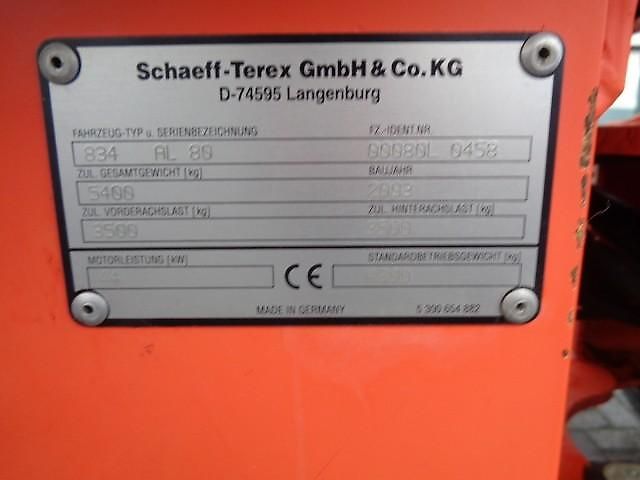 Schaeff-Terex GmbH & Co. KG
D-74595 Langenburg
FAHRZEUG-TYP u. SERIENBEZEICHNUNG FZ.-IDENT.NR.
834 AL 80 00080L 0458
ZUL. GESAMTGEWICHT [kg] BAUJAHR
5400 2003
ZUL. VORDERACHSLAST [kg] ZUL. HINTERACHSLAST [kg]
3500 3500
MOTORLEISTUNG [kW] STANDARDBETRIEBSGEWICHT [kg]
CE
MADE IN GERMANY 5 300 654 882